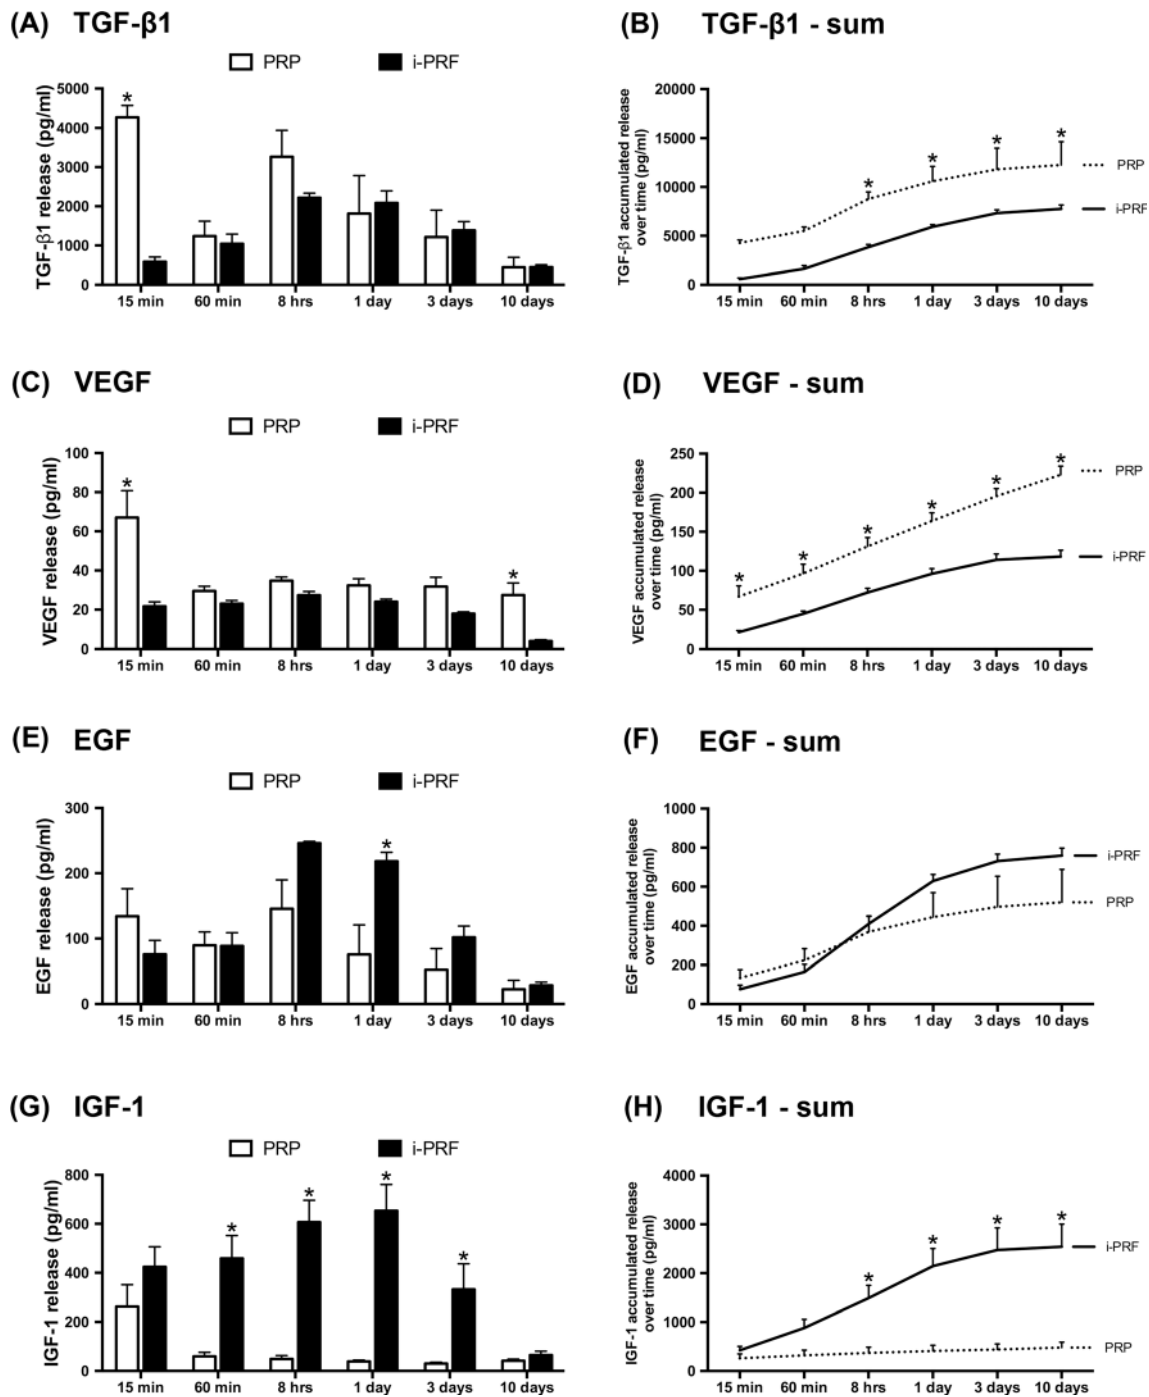 (A) TGF-β1
PRP i-PRF
TGF-β1 release (pg/ml)
5000
4000
3000
2000
1000
0
* 
15 min 60 min 8 hrs 1 day 3 days 10 days
(B) TGF-β1 - sum
TGF-β1 accumulated release
over time (pg/ml)
20000
15000
10000
5000
0
* * * *
PRP
i-PRF
15 min 60 min 8 hrs 1 day 3 days 10 days
(C) VEGF
PRP i-PRF
VEGF release (pg/ml)
100
80
60
40
20
0
* *
15 min 60 min 8 hrs 1 day 3 days 10 days
(D) VEGF - sum
VEGF accumulated release
over time (pg/ml)
250
200
150
100
50
0
* * * * * *
PRP
i-PRF
15 min 60 min 8 hrs 1 day 3 days 10 days
(E) EGF
PRP i-PRF
EGF release (pg/ml)
300
200
100
0
*
15 min 60 min 8 hrs 1 day 3 days 10 days
(F) EGF - sum
EGF accumulated release
over time (pg/ml)
1000
800
600
400
200
0
i-PRF
PRP
15 min 60 min 8 hrs 1 day 3 days 10 days
(G) IGF-1
PRP i-PRF
IGF-1 release (pg/ml)
800
600
400
200
0
* * * *
15 min 60 min 8 hrs 1 day 3 days 10 days
(H) IGF-1 - sum
IGF-1 accumulated release
over time (pg/ml)
4000
3000
2000
1000
0
* * * *
i-PRF
PRP
15 min 60 min 8 hrs 1 day 3 days 10 days